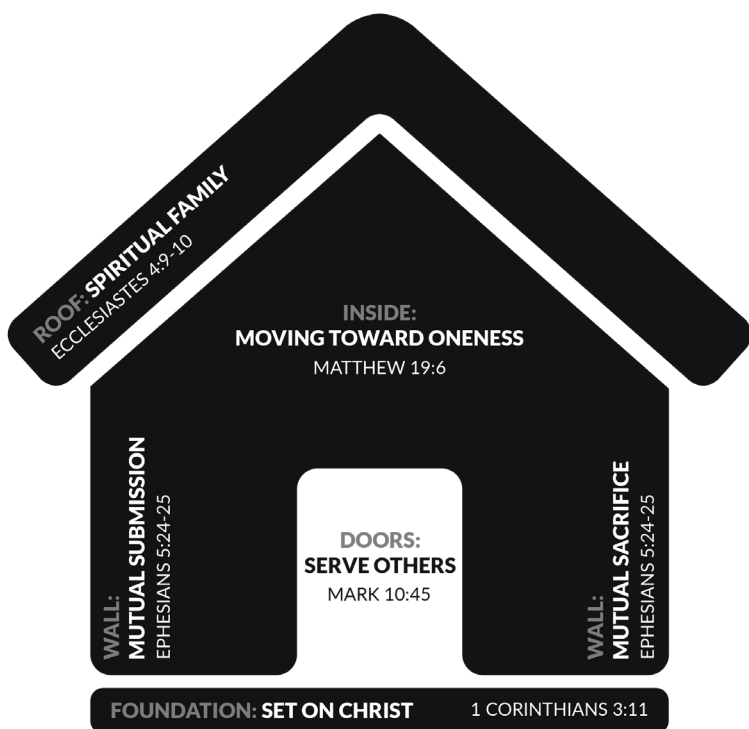 ROOF: SPIRITUAL FAMILY
ECCLESIASTES 4:9-10
INSIDE:
MOVING TOWARD ONENESS
MATTHEW 19:6
WALL:
MUTUAL SUBMISSION
EPHESIANS 5:24-25
DOORS:
SERVE OTHERS
MARK 10:45
WALL:
MUTUAL SACRIFICE
EPHESIANS 5:24-25
FOUNDATION: SET ON CHRIST 1 CORINTHIANS 3:11